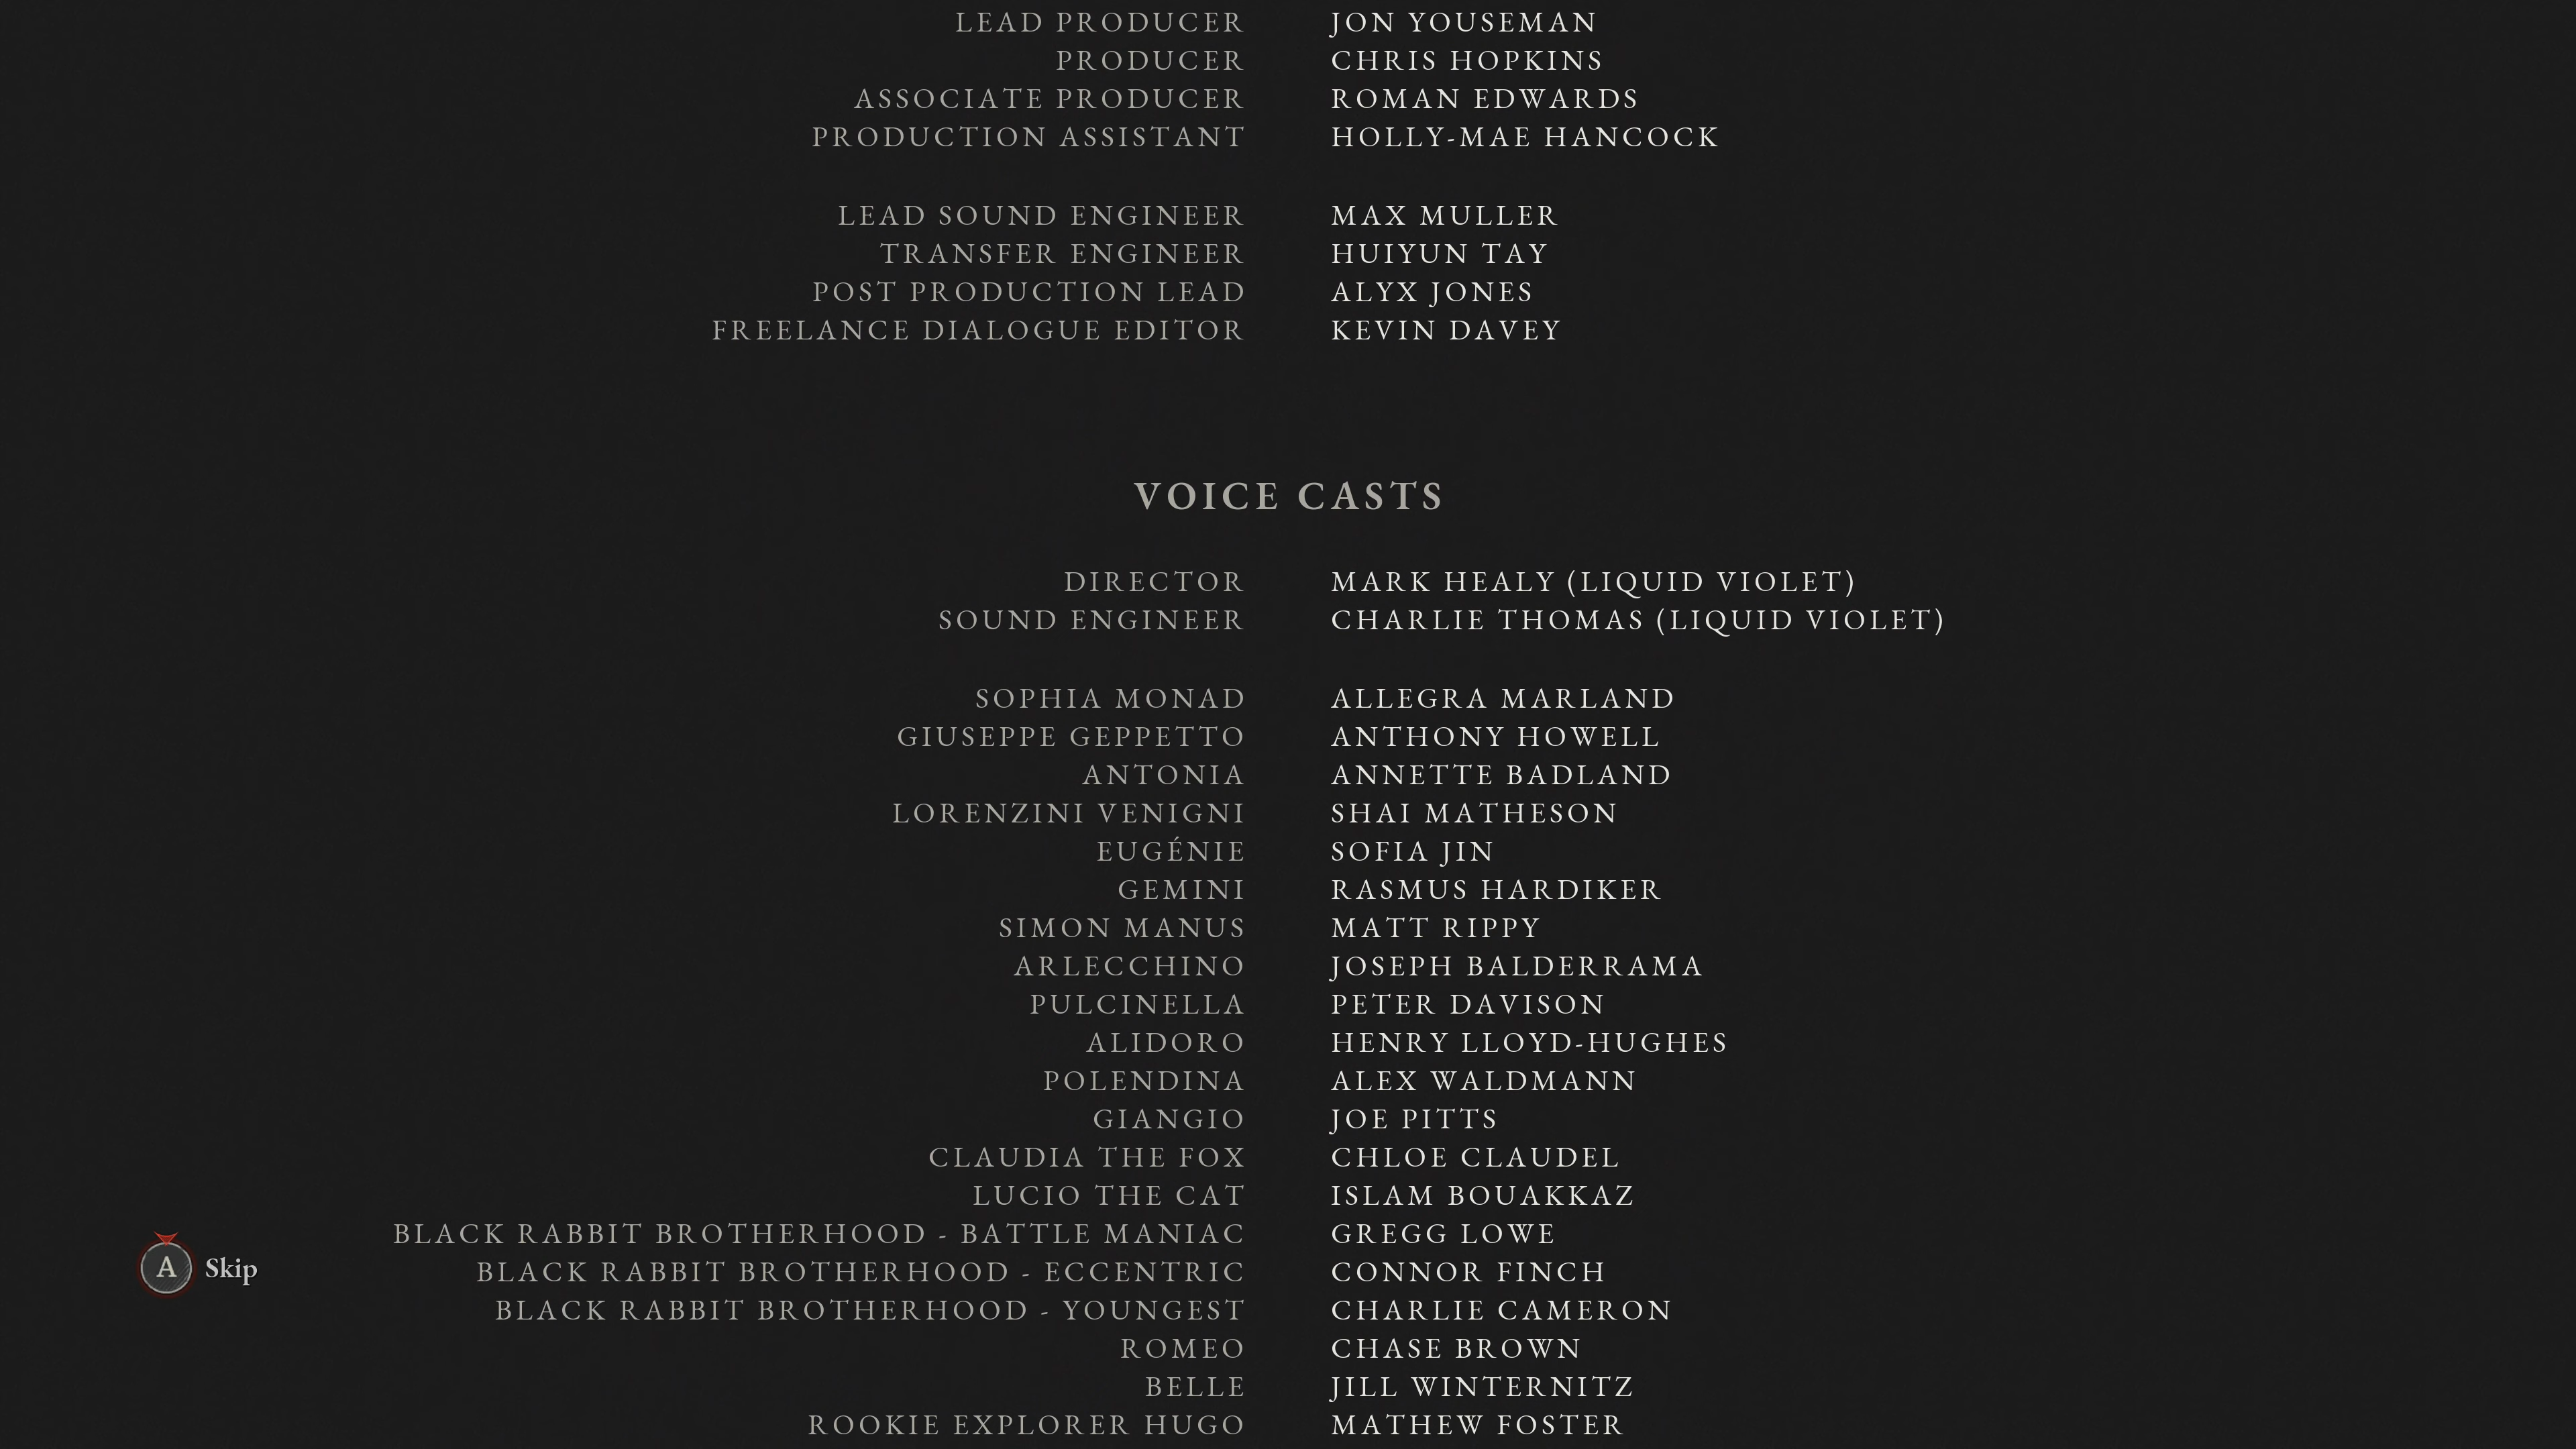 LEAD PRODUCER JON YOUSEMAN
PRODUCER CHRIS HOPKINS
ASSOCIATE PRODUCER ROMAN EDWARDS
PRODUCTION ASSISTANT HOLLY-MAE HANCOCK
LEAD SOUND ENGINEER MAX MULLER
TRANSFER ENGINEER HUIYUN TAY
POST PRODUCTION LEAD ALYX JONES
FREELANCE DIALOGUE EDITOR KEVIN DAVEY
VOICE CASTS
DIRECTOR MARK HEALY (LIQUID VIOLET)
SOUND ENGINEER CHARLIE THOMAS (LIQUID VIOLET)
SOPHIA MONAD ALLEGRA MARLAND
GIUSEPPE GEPPETTO ANTHONY HOWELL
ANTONIA ANNETTE BADLAND
LORENZINI VENIGNI SHAI MATHESON
EUGÉNIE SOFIA JIN
GEMINI RASMUS HARDIKER
SIMON MANUS MATT RIPPY
ARLECCHINO JOSEPH BALDERRAMA
PULCINELLA PETER DAVISON
ALIDORO HENRY LLOYD-HUGHES
POLENDINA ALEX WALDMANN
GIANGIO JOE PITTS
CLAUDIA THE FOX CHLOE CLAUDEL
LUCIO THE CAT ISLAM BOUAKKAZ
BLACK RABBIT BROTHERHOOD - BATTLE MANIAC GREGG LOWE
A Skip
BLACK RABBIT BROTHERHOOD - ECCENTRIC CONNOR FINCH
BLACK RABBIT BROTHERHOOD - YOUNGEST CHARLIE CAMERON
ROMEO CHASE BROWN
BELLE JILL WINTERNITZ
ROOKIE EXPLORER HUGO MATHEW FOSTER